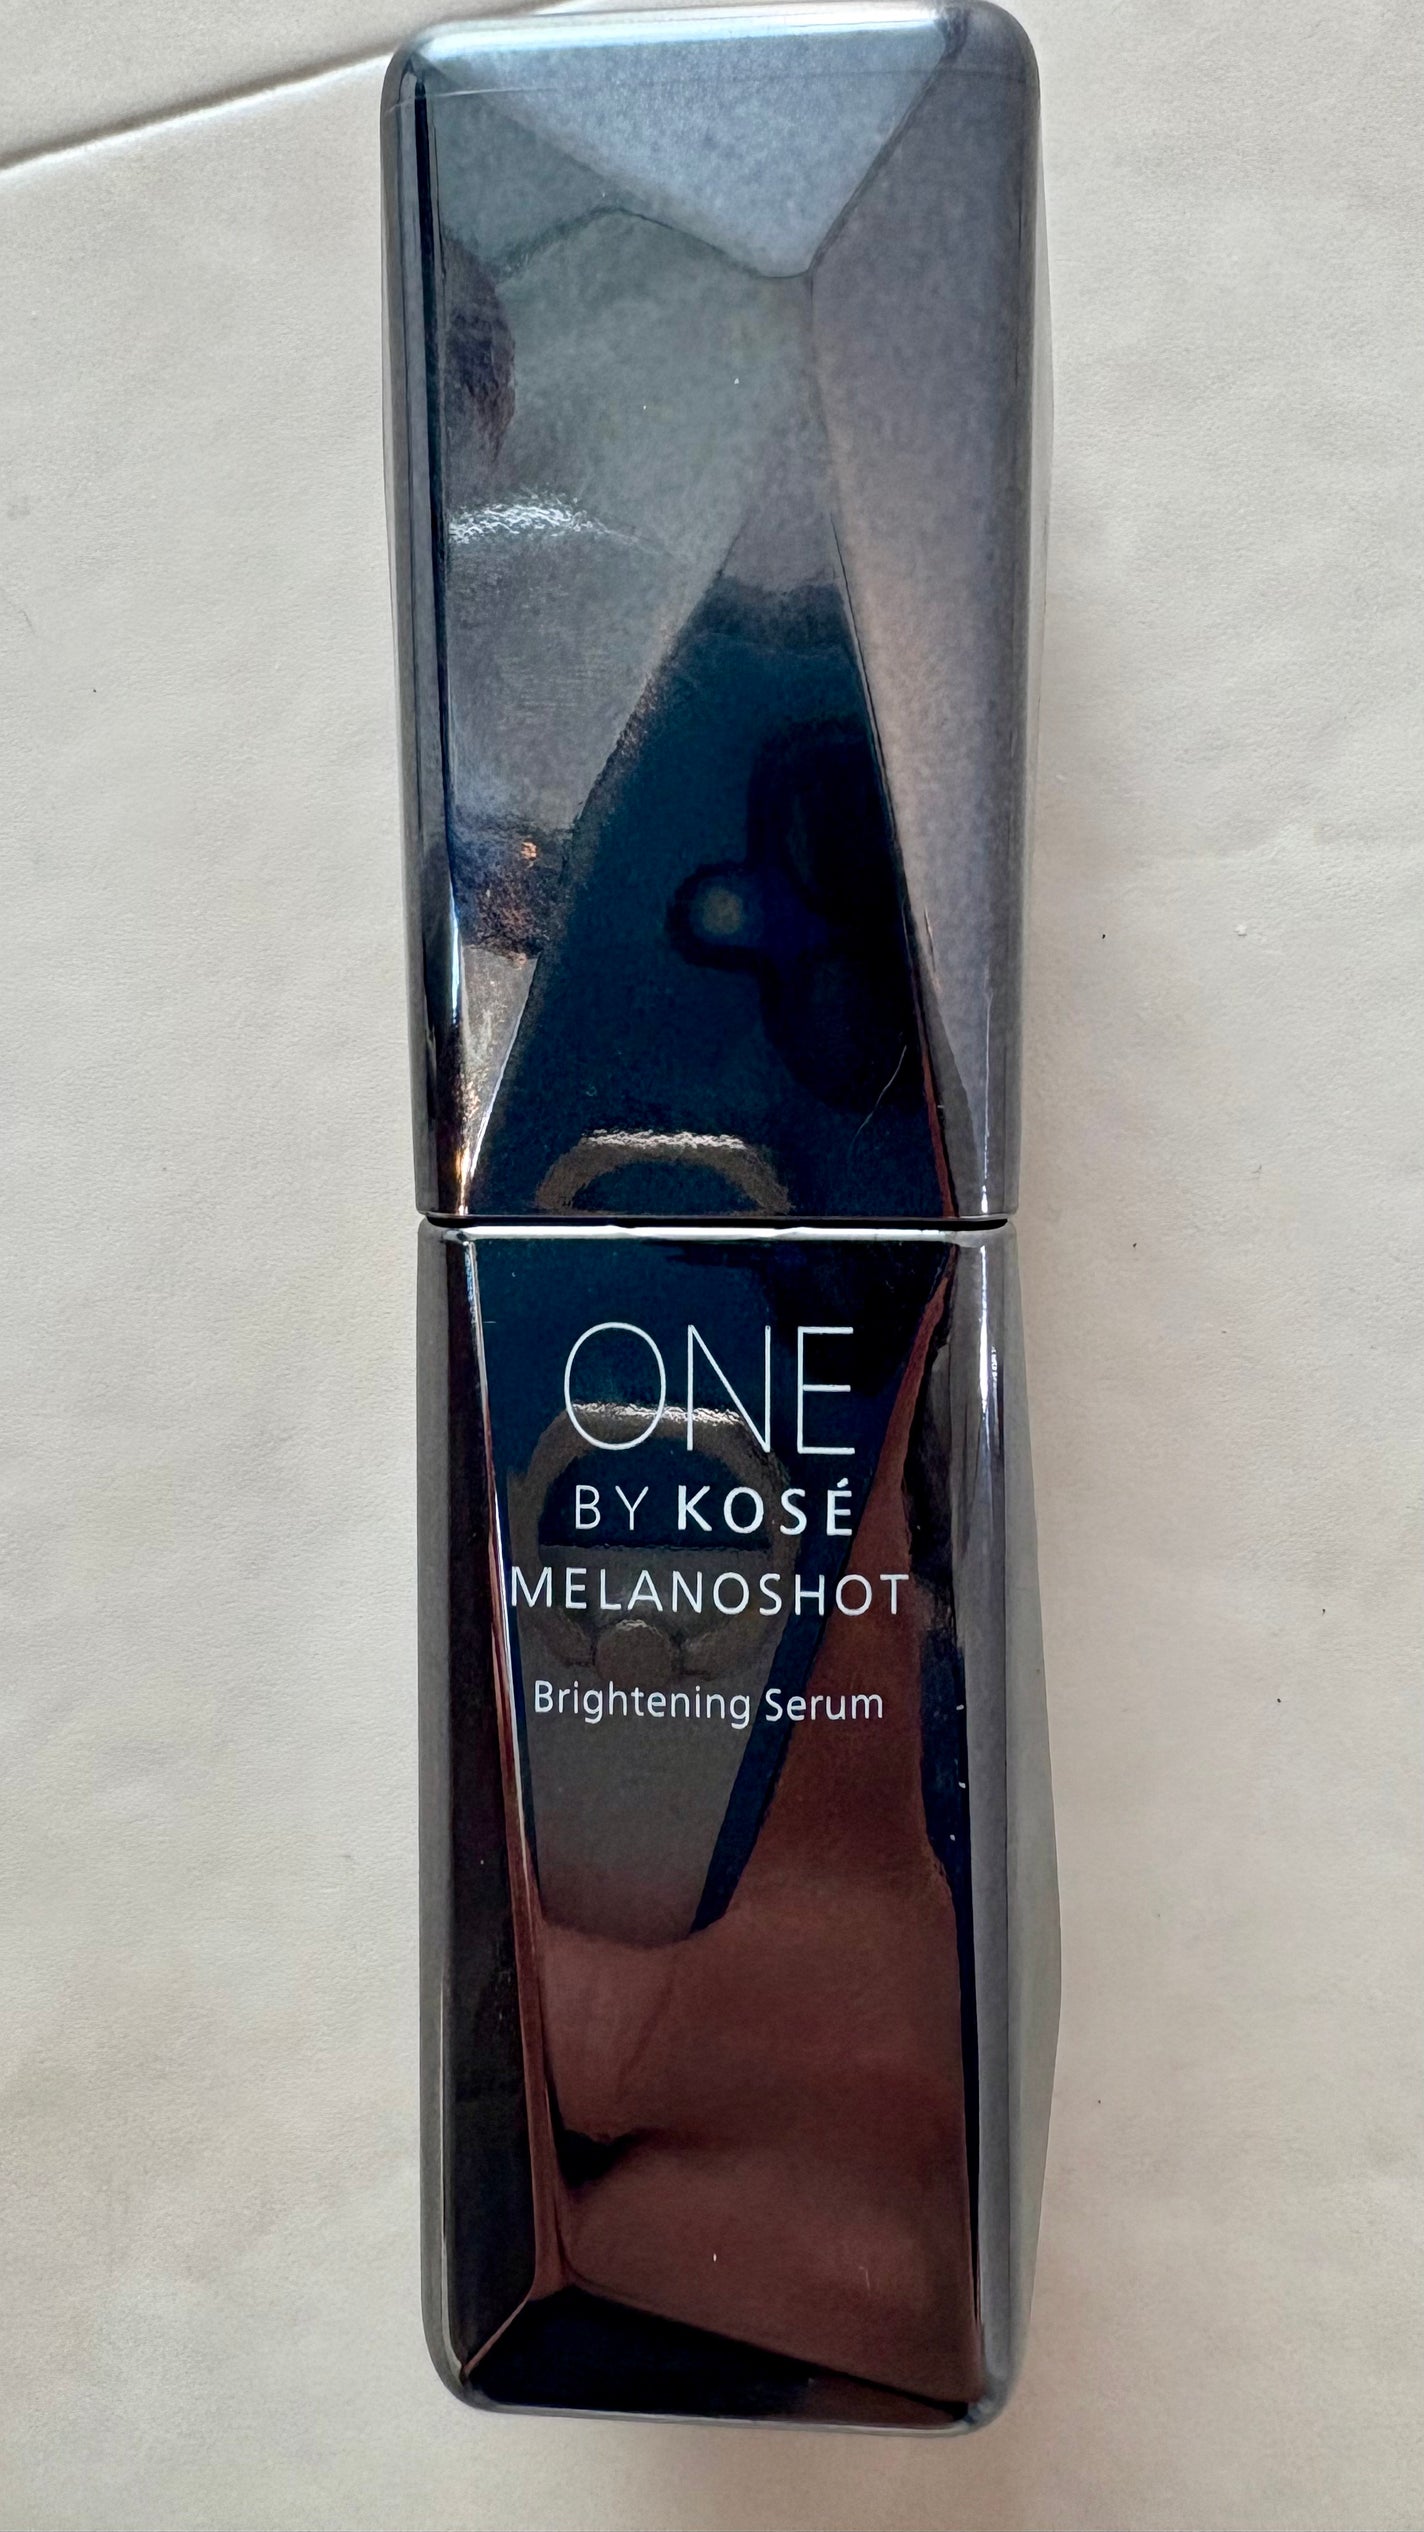 ONE
BY KOSÉ
MELANOSHOT
Brightening Serum